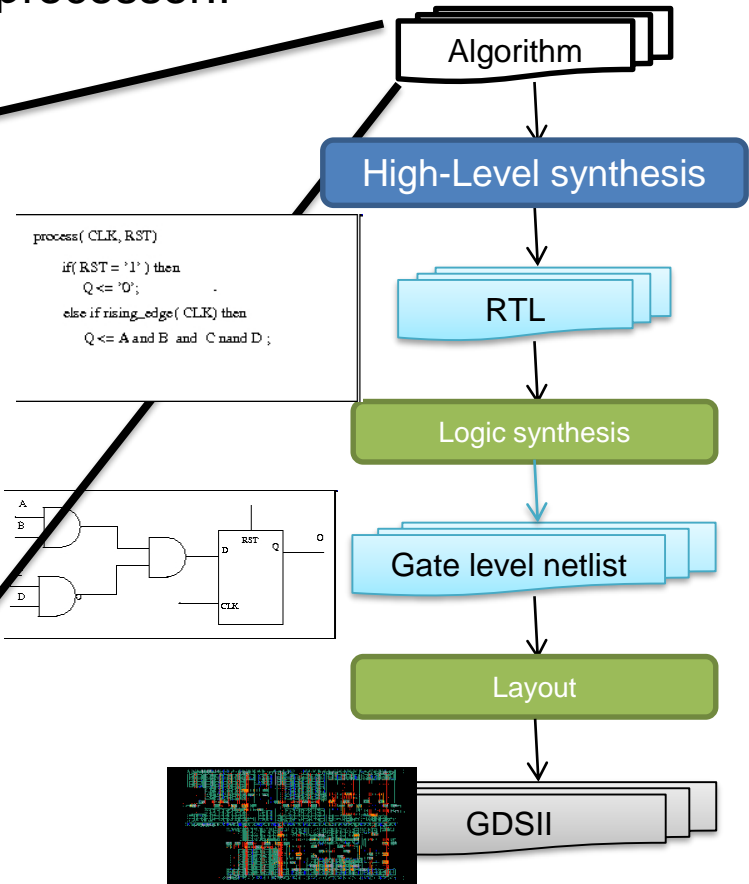 processen.
Algorithm
High-Level synthesis
process( CLK, RST)
if( RST = '1' ) then
Q <= '0';
else if rising_edge( CLK) then
Q <= A and B and C nand D ;
RTL
Logic synthesis
A
B
D
D
RST
Q
O
CLK
Gate level netlist
Layout
GDSII